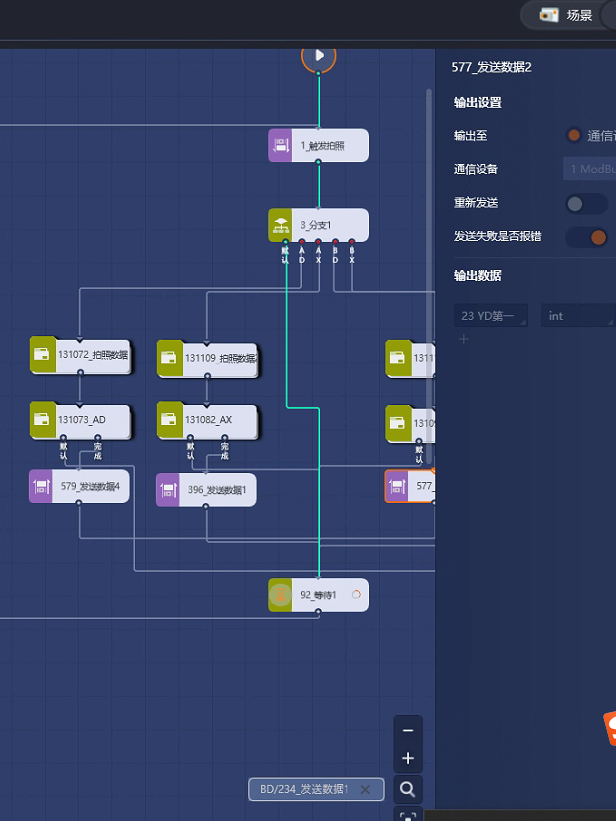 场景
577_发送数据2
输出设置
输出至
通信设备
1 ModBu
重新发送
发送失败是否报错
输出数据
23 YD第一
int
1_触发拍照
3_分支1
默认
AD
AX
BD
BX
131072_拍照数据
131109_拍照数据2
131073_AD
131082_AX
默认
完成
默认
完成
默认
579_发送数据4
396_发送数据1
577_
92_等待1
BD/234_发送数据1